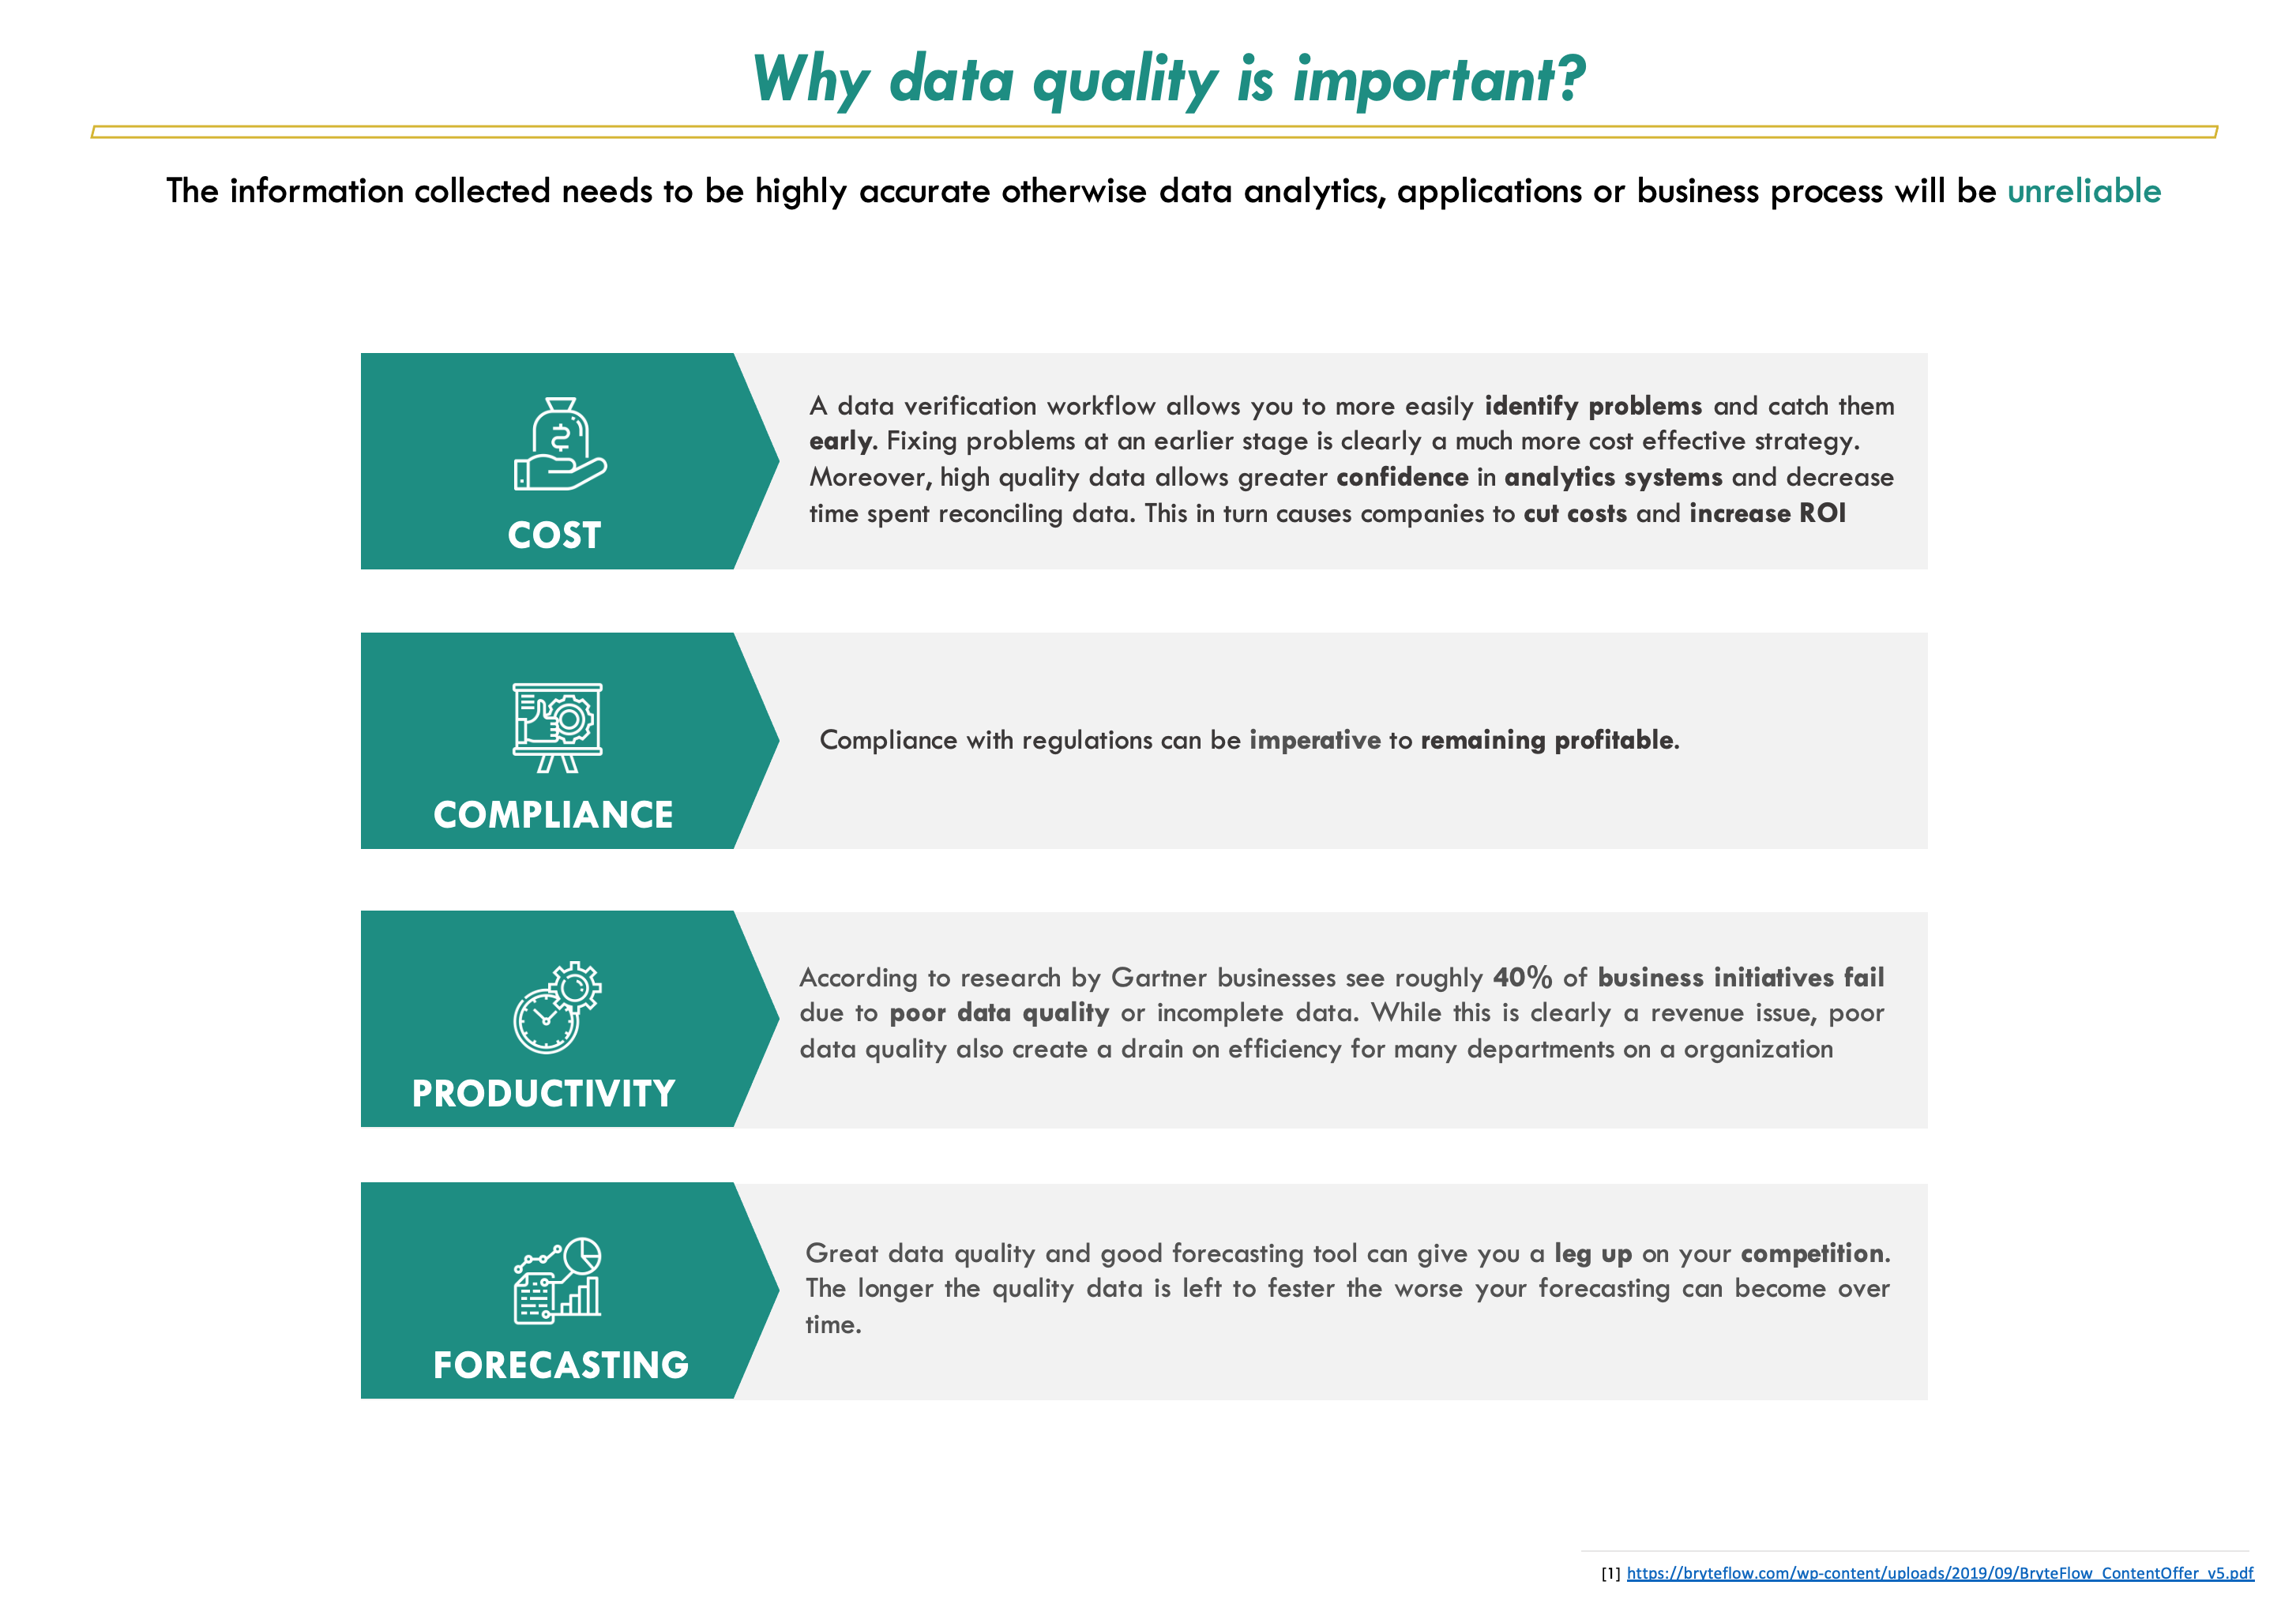 Why data quality is important?
The information collected needs to be highly accurate otherwise data analytics, applications or business process will be unreliable
COST
A data verification workflow allows you to more easily identify problems and catch them
early. Fixing problems at an earlier stage is clearly a much more cost effective strategy.
Moreover, high quality data allows greater confidence in analytics systems and decrease
time spent reconciling data. This in turn causes companies to cut costs and increase ROI
COMPLIANCE
Compliance with regulations can be imperative to remaining profitable.
PRODUCTIVITY
According to research by Gartner businesses see roughly 40% of business initiatives fail
due to poor data quality or incomplete data. While this is clearly a revenue issue, poor
data quality also create a drain on efficiency for many departments on a organization
FORECASTING
Great data quality and good forecasting tool can give you a leg up on your competition.
The longer the quality data is left to fester the worse your forecasting can become over
time.
[1] https://bryteflow.com/wp-content/uploads/2019/09/BryteFlow_ContentOffer_v5.pdf